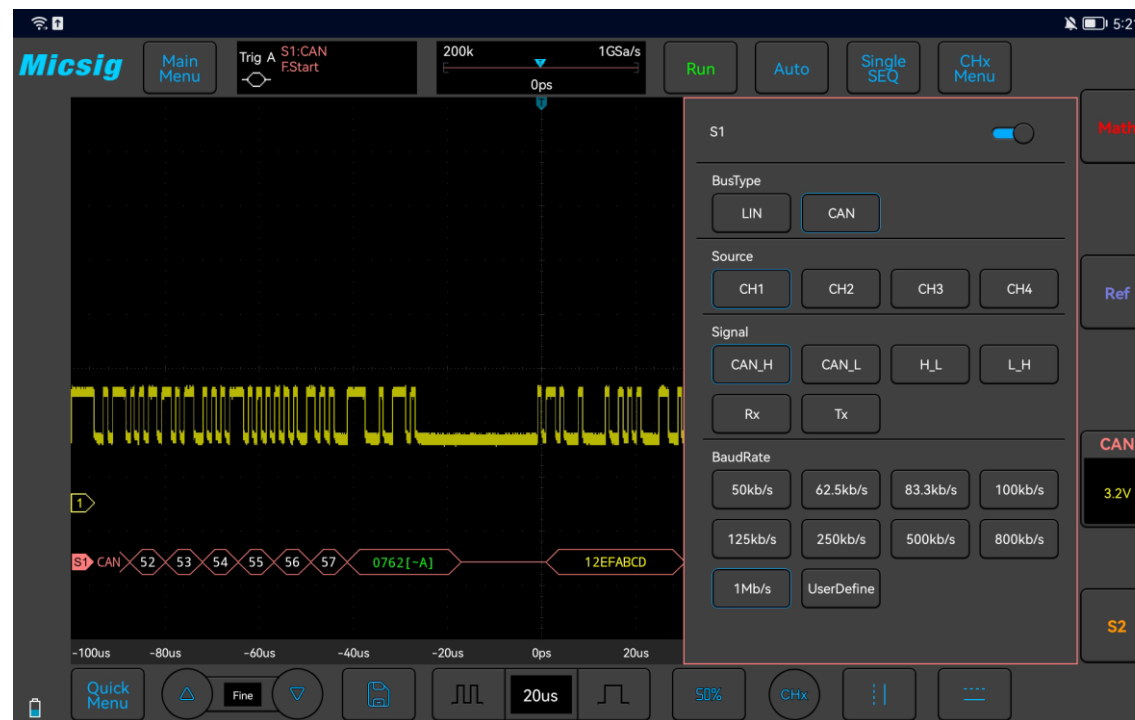 5:21
Micsig
Main
Menu
Trig A S1:CAN
F.Start
200k 1GSa/s
0ps
Run
Auto
Single
SEQ
CHx
Menu
T
S1
Math
BusType
LIN CAN
Source
CH1 CH2 CH3 CH4
Ref
Signal
CAN_H CAN_L H_L L_H
Rx Tx
BaudRate
50kb/s 62.5kb/s 83.3kb/s 100kb/s
125kb/s 250kb/s 500kb/s 800kb/s
1Mb/s UserDefine
CAN
3.2V
S2
1
S1 CAN 52 53 54 55 56 57 0762[~A] 12EFABCD
-100us -80us -60us -40us -20us 0ps 20us
Quick
Menu
Fine
20us
50%
CHx